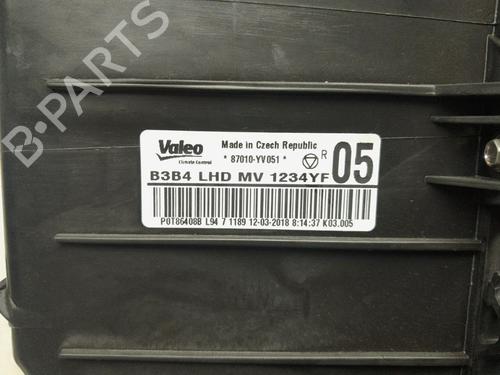 B-PARTS
Valeo
Climate Control
Made in Czech Republic
* 87010-YV051 *
R
05
B3B4 LHD MV 1234YF
P0T86408B L94 7 1189 12-03-2018 8:14:37 K03.005